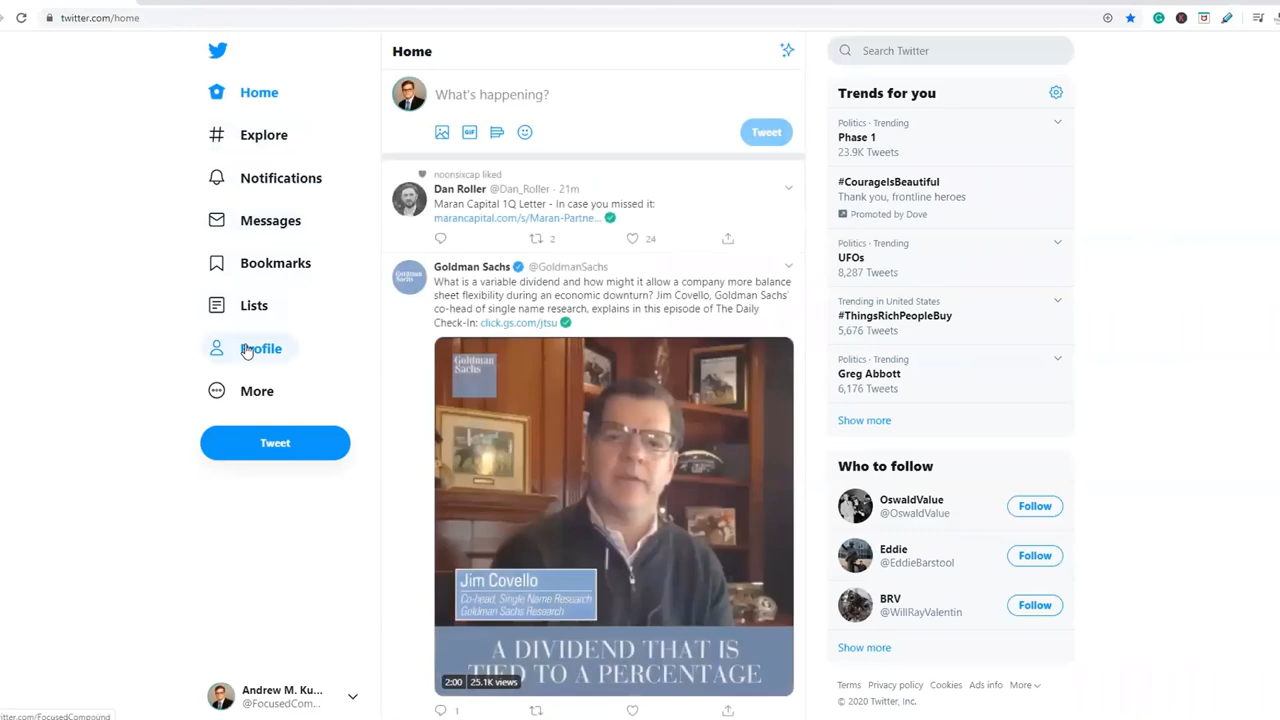 twitter.com/home
Home
Explore
Notifications
Messages
Bookmarks
Lists
Profile
More
Tweet
Andrew M. Ku...
@FocusedCom...
Home
What's happening?
GIF
Tweet
noonsixcap liked
Dan Roller @Dan_Roller · 21m
Maran Capital 1Q Letter - In case you missed it:
marancapital.com/s/Maran-Partne...
2
24
Goldman Sachs @GoldmanSachs
What is a variable dividend and how might it allow a company more balance
sheet flexibility during an economic downturn? Jim Covello, Goldman Sachs'
co-head of single name research, explains in this episode of The Daily
Check-In: click.gs.com/jtsu
Goldman
Sachs
Jim Covello
Co-head, Single Name Research
Goldman Sachs Research
A DIVIDEND THAT IS
TIED TO A PERCENTAGE
2:00 25.1K views
1
Search Twitter
Trends for you
Politics · Trending
Phase 1
23.9K Tweets
#CourageIsBeautiful
Thank you, frontline heroes
Promoted by Dove
Politics · Trending
UFOs
8,287 Tweets
Trending in United States
#ThingsRichPeopleBuy
5,676 Tweets
Politics · Trending
Greg Abbott
6,176 Tweets
Show more
Who to follow
OswaldValue
@OswaldValue
Follow
Eddie
@EddieBarstool
Follow
BRV
@WillRayValentin
Follow
Show more
Terms Privacy policy Cookies Ads info More
© 2020 Twitter, Inc.
itter.com/FocusedCompound